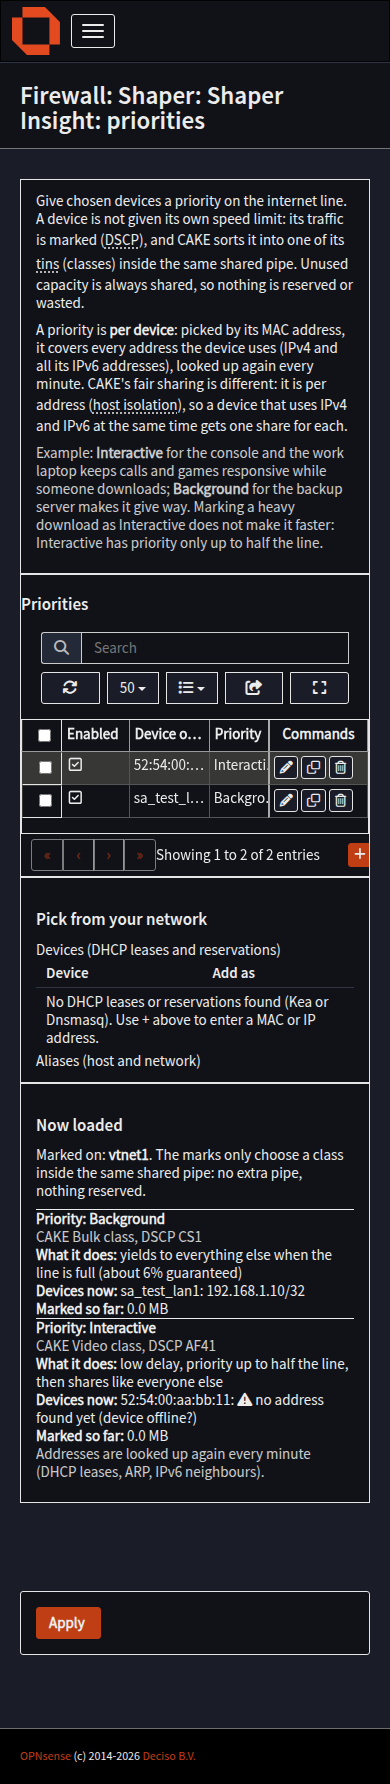 Firewall: Shaper: Shaper
Insight: priorities
Give chosen devices a priority on the internet line.
A device is not given its own speed limit: its traffic
is marked (DSCP), and CAKE sorts it into one of its
tins (classes) inside the same shared pipe. Unused
capacity is always shared, so nothing is reserved or
wasted.
A priority is per device: picked by its MAC address,
it covers every address the device uses (IPv4 and
all its IPv6 addresses), looked up again every
minute. CAKE's fair sharing is different: it is per
address (host isolation), so a device that uses IPv4
and IPv6 at the same time gets one share for each.
Example: Interactive for the console and the work
laptop keeps calls and games responsive while
someone downloads; Background for the backup
server makes it give way. Marking a heavy
download as Interactive does not make it faster:
Interactive has priority only up to half the line.
Priorities
Search
50
Enabled Device o... Priority Commands
52:54:00:... Interacti.
sa_test_l... Backgro.
« ‹ › » Showing 1 to 2 of 2 entries +
Pick from your network
Devices (DHCP leases and reservations)
Device Add as
No DHCP leases or reservations found (Kea or
Dnsmasq). Use + above to enter a MAC or IP
address.
Aliases (host and network)
Now loaded
Marked on: vtnet1. The marks only choose a class
inside the same shared pipe: no extra pipe,
nothing reserved.
Priority: Background
CAKE Bulk class, DSCP CS1
What it does: yields to everything else when the
line is full (about 6% guaranteed)
Devices now: sa_test_lan1: 192.168.1.10/32
Marked so far: 0.0 MB
Priority: Interactive
CAKE Video class, DSCP AF41
What it does: low delay, priority up to half the line,
then shares like everyone else
Devices now: 52:54:00:aa:bb:11: no address
found yet (device offline?)
Marked so far: 0.0 MB
Addresses are looked up again every minute
(DHCP leases, ARP, IPv6 neighbours).
Apply
OPNsense (c) 2014-2026 Deciso B.V.